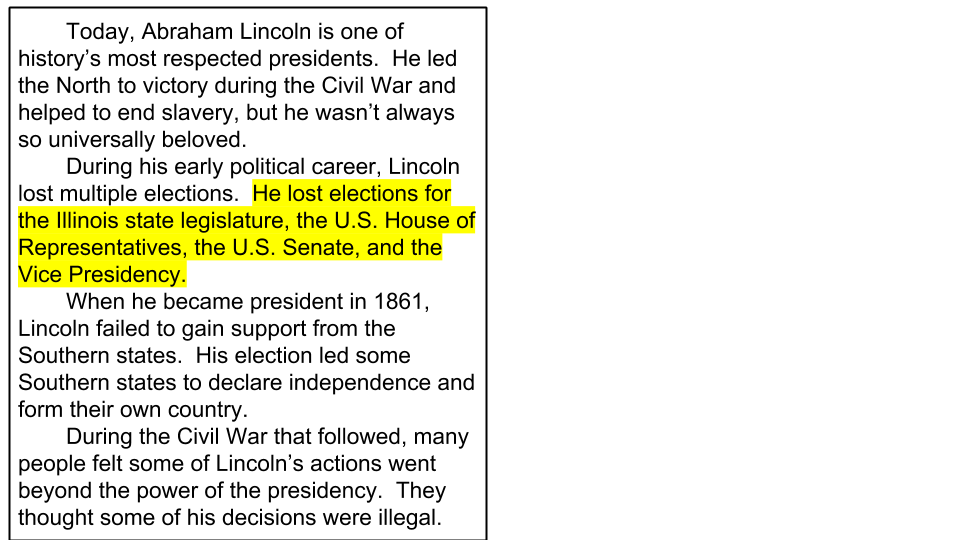 Today, Abraham Lincoln is one of
history’s most respected presidents.  He led
the North to victory during the Civil War and
helped to end slavery, but he wasn’t always
so universally beloved.
During his early political career, Lincoln
lost multiple elections.  He lost elections for
the Illinois state legislature, the U.S. House of
Representatives, the U.S. Senate, and the
Vice Presidency.
When he became president in 1861,
Lincoln failed to gain support from the
Southern states.  His election led some
Southern states to declare independence and
form their own country.
During the Civil War that followed, many
people felt some of Lincoln’s actions went
beyond the power of the presidency.  They
thought some of his decisions were illegal.